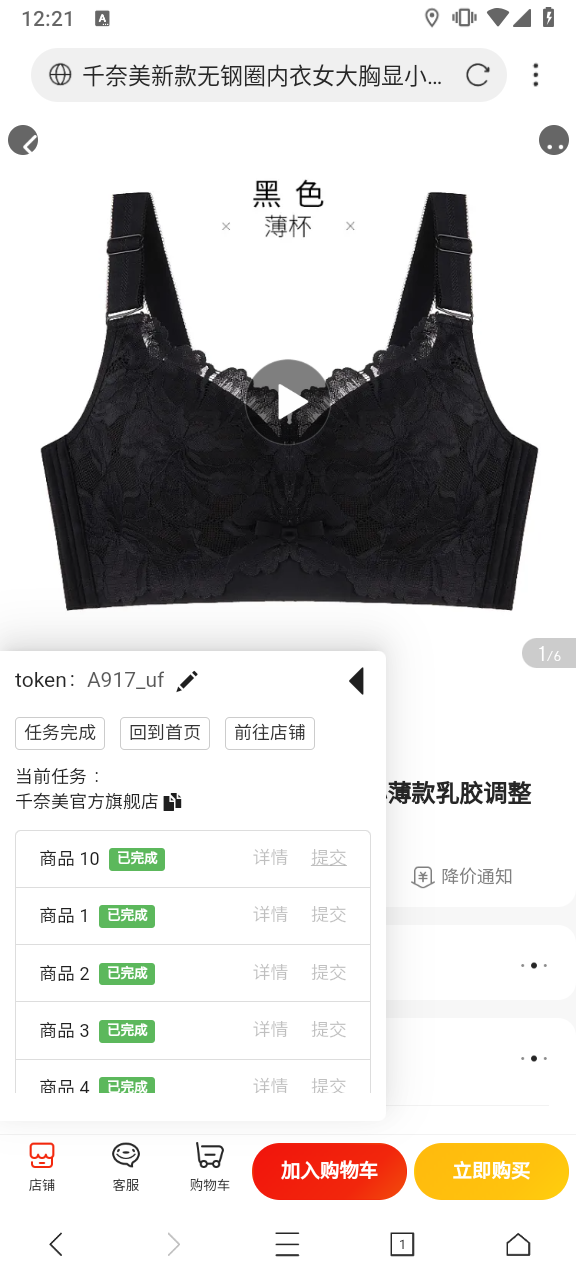 12:21
千奈美新款无钢圈内衣女大胸显小...
黑 色
× 薄杯 ×
1/6
token： A917_uf
任务完成 回到首页 前往店铺
当前任务：
千奈美官方旗舰店
薄款乳胶调整
商品 10 已完成 详情 提交
降价通知
商品 1 已完成 详情 提交
商品 2 已完成 详情 提交
商品 3 已完成 详情 提交
商品 4 已完成 详情 提交
店铺 客服 购物车 加入购物车 立即购买
1